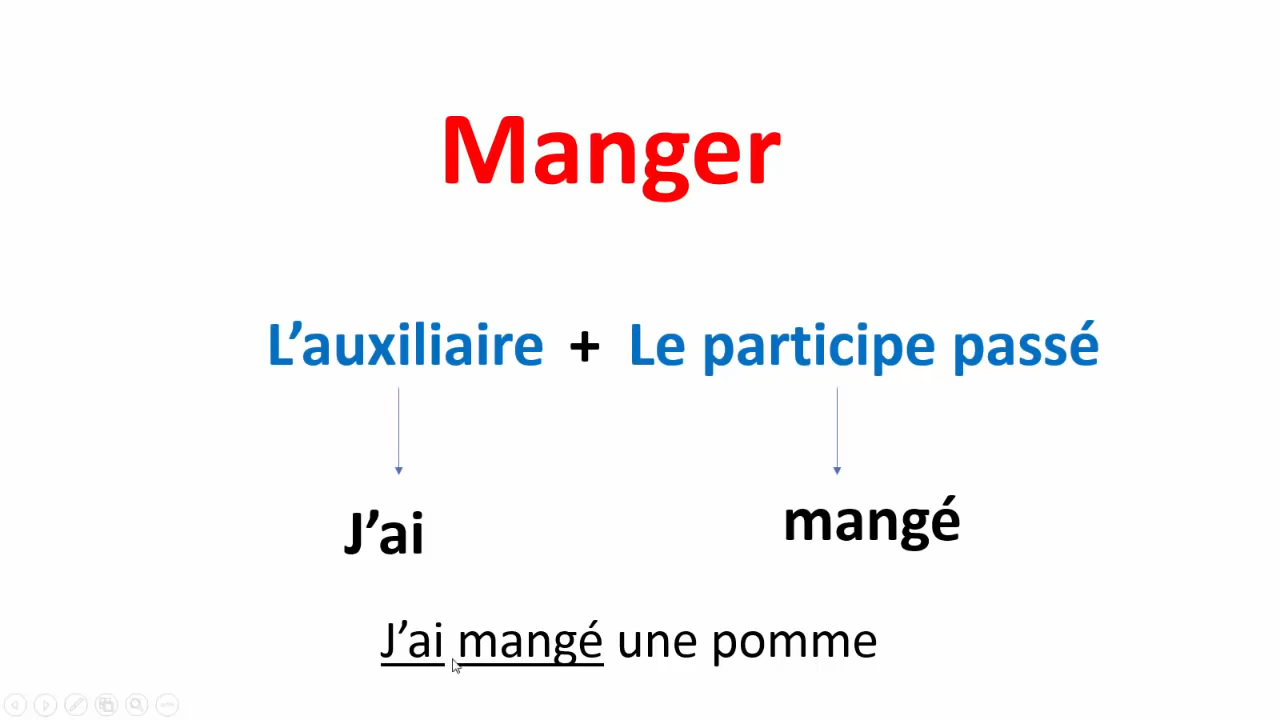 Manger
L’auxiliaire + Le participe passé
J’ai mangé
J’ai mangé une pomme